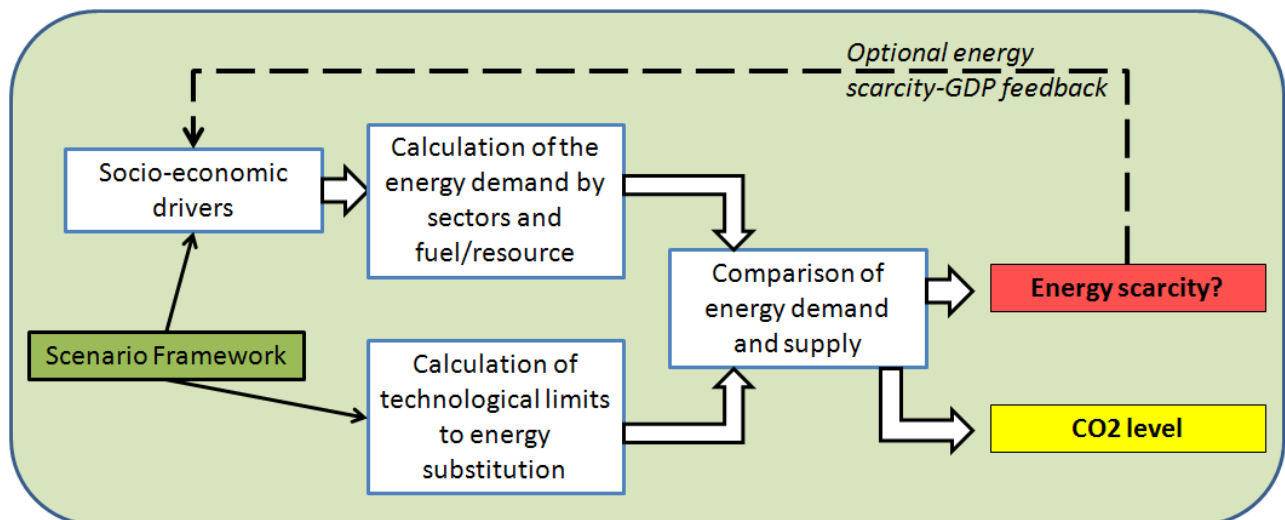 Optional energy
scarcity-GDP feedback
Socio-economic
drivers
Calculation of the
energy demand by
sectors and
fuel/resource
Comparison of
energy demand
and supply
Energy scarcity?
Scenario Framework
Calculation of
technological limits
to energy
substitution
CO2 level